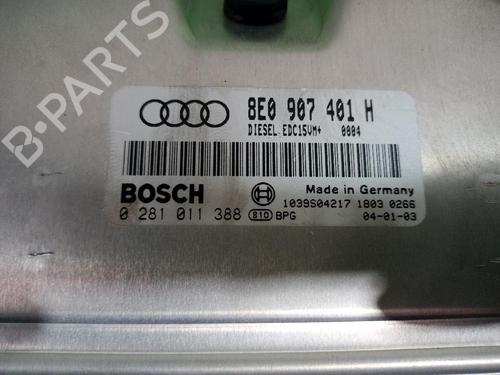 8E0 907 401 H
DIESEL EDC15VM+ 0004
BOSCH
Made in Germany
0 281 011 388 810 BPG
1039S04217 1803 0266
04-01-03
B-PARTS